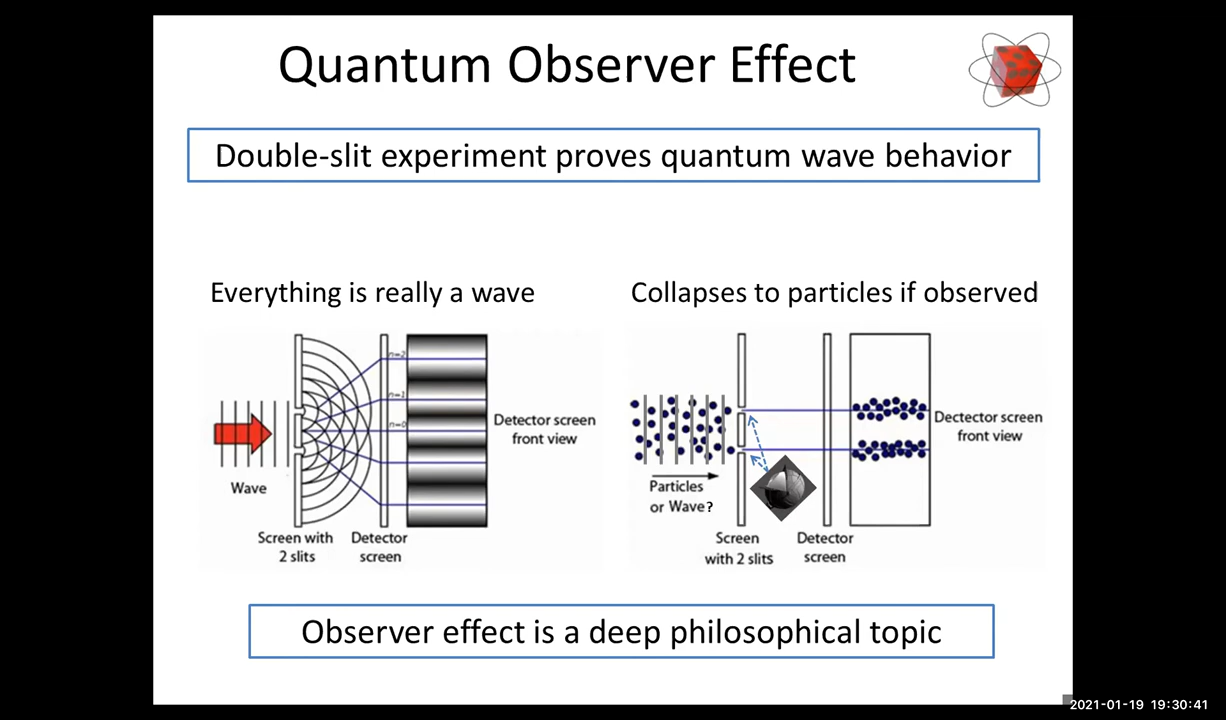 Quantum Observer Effect
Double-slit experiment proves quantum wave behavior
Everything is really a wave
n=2
n=1
n=0
Detector screen
front view
Wave
Screen with
2 slits
Detector
screen
Collapses to particles if observed
Dectector screen
front view
Particles
or Wave?
Screen
with 2 slits
Detector
screen
Observer effect is a deep philosophical topic
2021-01-19 19:30:41